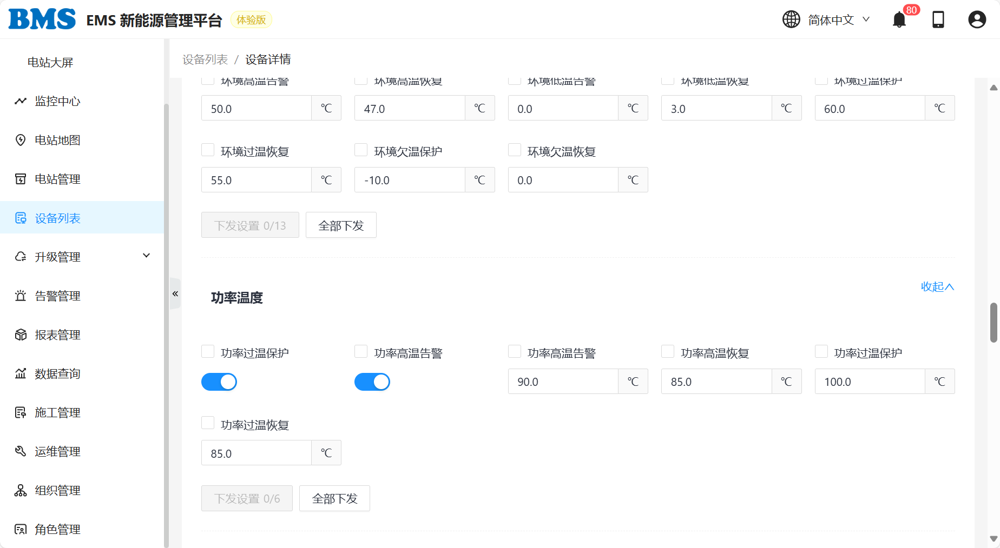 BMS EMS 新能源管理平台 体验版 简体中文 80
电站大屏
监控中心
电站地图
电站管理
设备列表
升级管理
告警管理
报表管理
数据查询
施工管理
运维管理
组织管理
角色管理
设备列表 / 设备详情
环境高温告警 环境高温恢复 环境低温告警 环境低温恢复 环境过温保护
50.0 ℃ 47.0 ℃ 0.0 ℃ 3.0 ℃ 60.0 ℃
环境过温恢复 环境欠温保护 环境欠温恢复
55.0 ℃ -10.0 ℃ 0.0 ℃
下发设置 0/13 全部下发
收起
功率温度
功率过温保护 功率高温告警 功率高温告警 功率高温恢复 功率过温保护
90.0 ℃ 85.0 ℃ 100.0 ℃
功率过温恢复
85.0 ℃
下发设置 0/6 全部下发